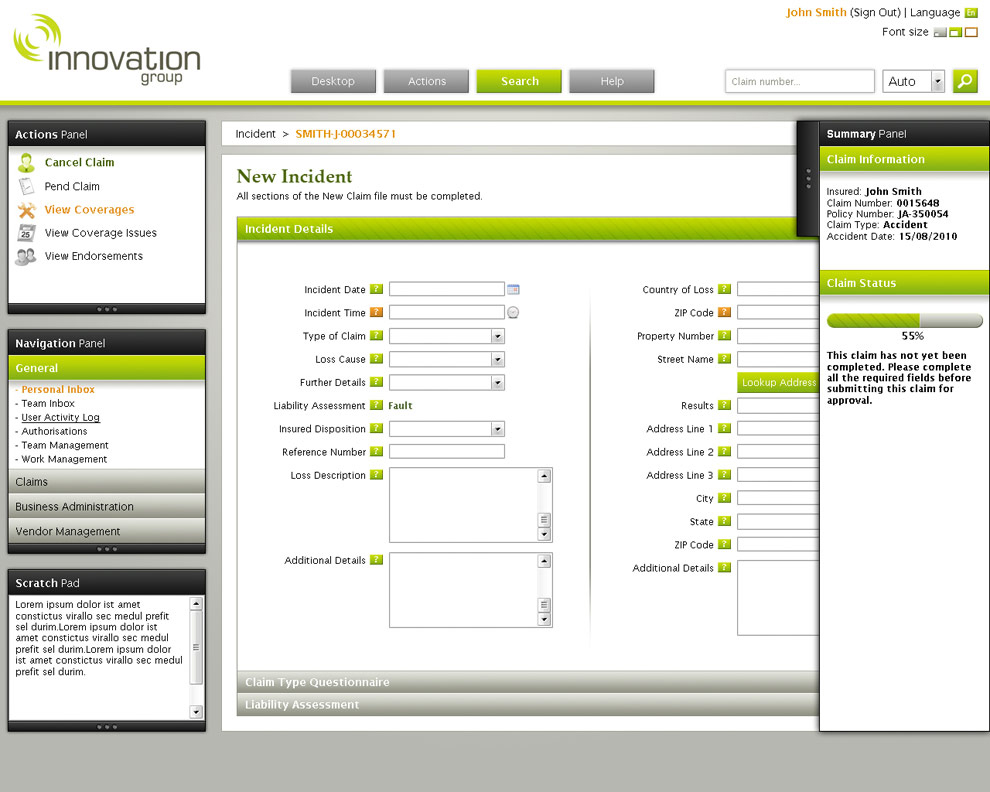 John Smith (Sign Out) | Language En
Font size
innovation
group
Desktop
Actions
Search
Help
Claim number...
Auto
Actions Panel
Cancel Claim
Pend Claim
View Coverages
25
View Coverage Issues
View Endorsements
Navigation Panel
General
- Personal Inbox
- Team Inbox
- User Activity Log
- Authorisations
- Team Management
- Work Management
Claims
Business Administration
Vendor Management
Scratch Pad
Lorem ipsum dolor ist amet
constictus virallo sec medul prefit
sel durim.Lorem ipsum dolor ist
amet constictus virallo sec medul
prefit sel durim.Lorem ipsum dolor
ist amet constictus virallo sec medul
prefit sel durim.
Incident > SMITH-J-00034571
New Incident
All sections of the New Claim file must be completed.
Incident Details
Incident Date ?
Incident Time ?
Type of Claim ?
Loss Cause ?
Further Details ?
Liability Assessment ? Fault
Insured Disposition ?
Reference Number ?
Loss Description ?
Additional Details ?
Country of Loss ?
ZIP Code ?
Property Number ?
Street Name ?
Lookup Address
Results ?
Address Line 1 ?
Address Line 2 ?
Address Line 3 ?
City ?
State ?
ZIP Code ?
Additional Details ?
Claim Type Questionnaire
Liability Assessment
Summary Panel
Claim Information
Insured: John Smith
Claim Number: 0015648
Policy Number: JA-350054
Claim Type: Accident
Accident Date: 15/08/2010
Claim Status
55%
This claim has not yet been
completed. Please complete
all the required fields before
submitting this claim for
approval.